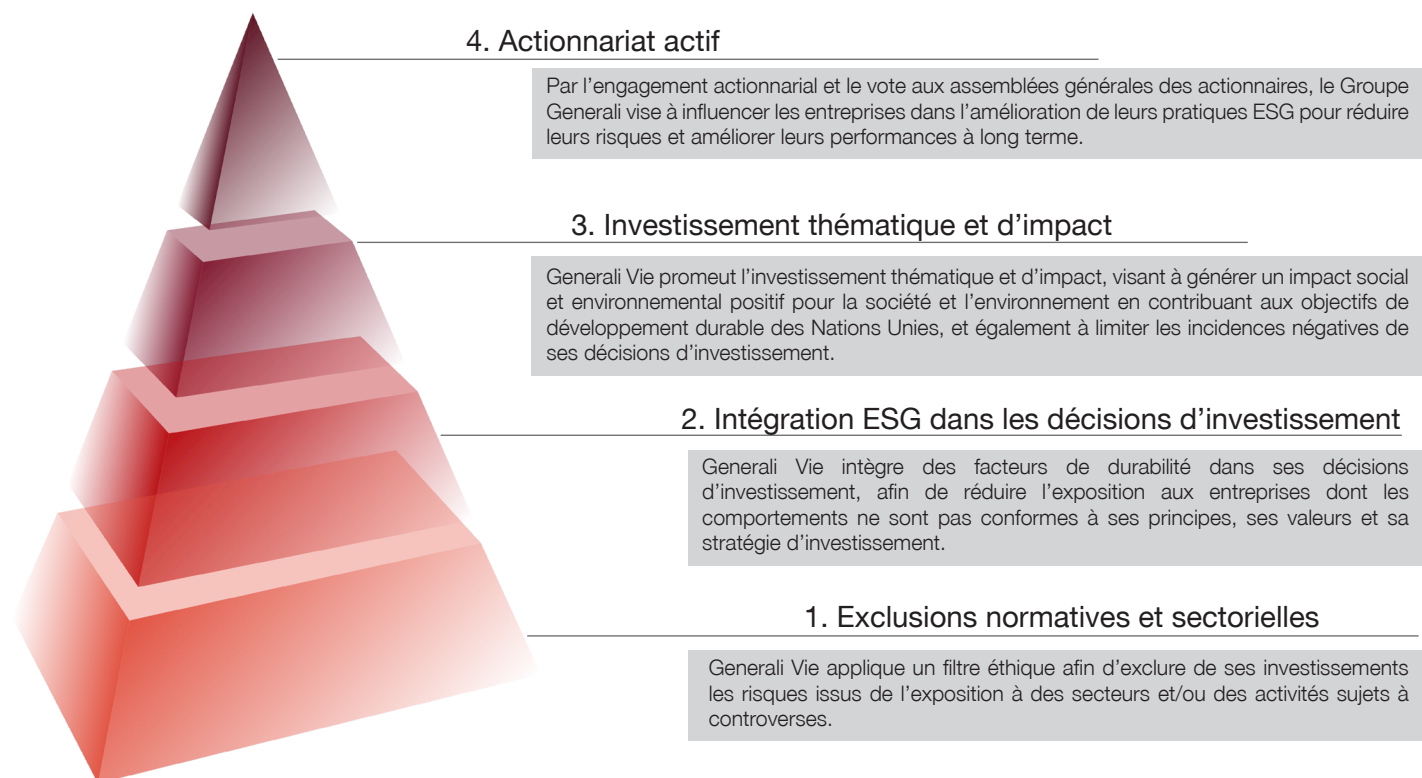 4. Actionnariat actif
Par l’engagement actionnarial et le vote aux assemblées générales des actionnaires, le Groupe
Generali vise à influencer les entreprises dans l’amélioration de leurs pratiques ESG pour réduire
leurs risques et améliorer leurs performances à long terme.
3. Investissement thématique et d’impact
Generali Vie promeut l’investissement thématique et d’impact, visant à générer un impact social
et environnemental positif pour la société et l’environnement en contribuant aux objectifs de
développement durable des Nations Unies, et également à limiter les incidences négatives de
ses décisions d’investissement.
2. Intégration ESG dans les décisions d’investissement
Generali Vie intègre des facteurs de durabilité dans ses décisions
d’investissement, afin de réduire l’exposition aux entreprises dont les
comportements ne sont pas conformes à ses principes, ses valeurs et sa
stratégie d’investissement.
1. Exclusions normatives et sectorielles
Generali Vie applique un filtre éthique afin d’exclure de ses investissements
les risques issus de l’exposition à des secteurs et/ou des activités sujets à
controverses.